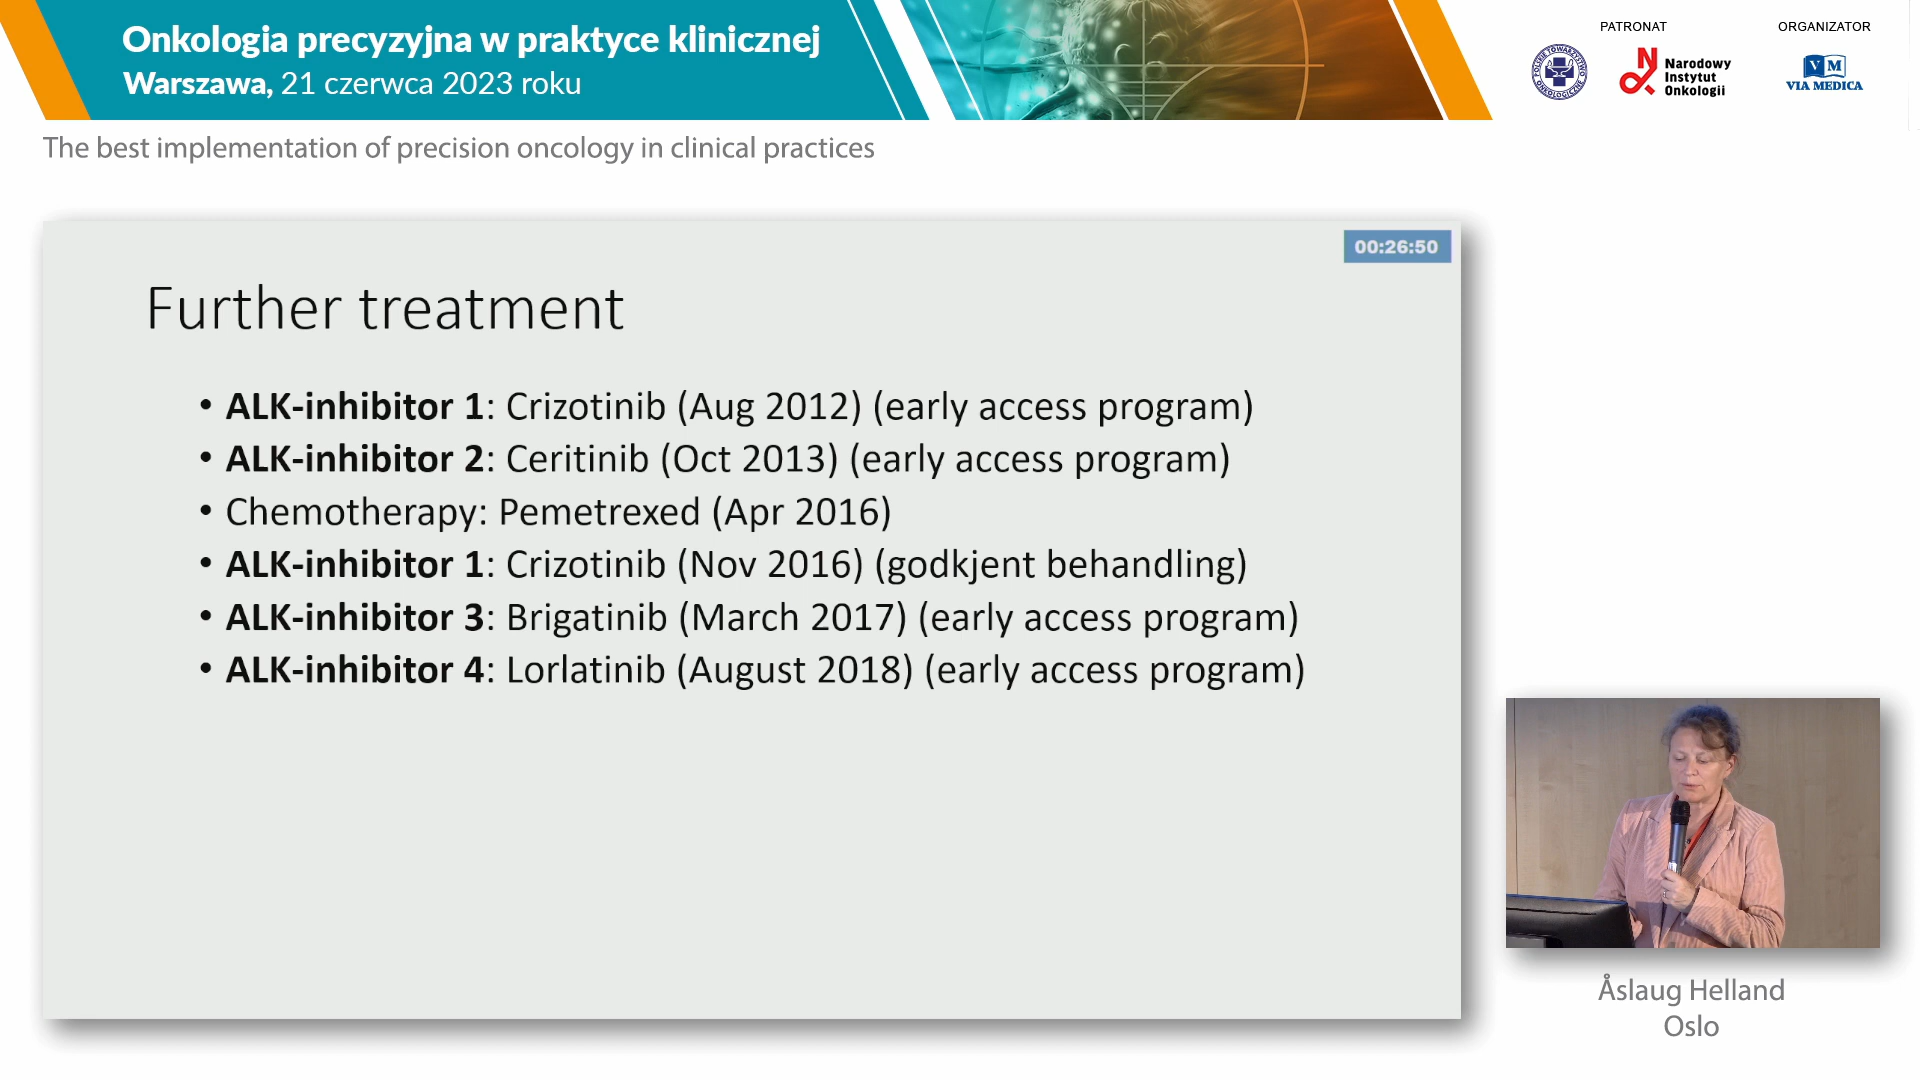 Onkologia precyzyjna w praktyce klinicznej
Warszawa, 21 czerwca 2023 roku
PATRONAT
ORGANIZATOR
POLSKIE TOWARZYSTWO ONKOLOGICZNE
Narodowy
Instytut
Onkologii
VM
VIA MEDICA
The best implementation of precision oncology in clinical practices
00:26:50
Further treatment
• ALK-inhibitor 1: Crizotinib (Aug 2012) (early access program)
• ALK-inhibitor 2: Ceritinib (Oct 2013) (early access program)
• Chemotherapy: Pemetrexed (Apr 2016)
• ALK-inhibitor 1: Crizotinib (Nov 2016) (godkjent behandling)
• ALK-inhibitor 3: Brigatinib (March 2017) (early access program)
• ALK-inhibitor 4: Lorlatinib (August 2018) (early access program)
Åslaug Helland
Oslo